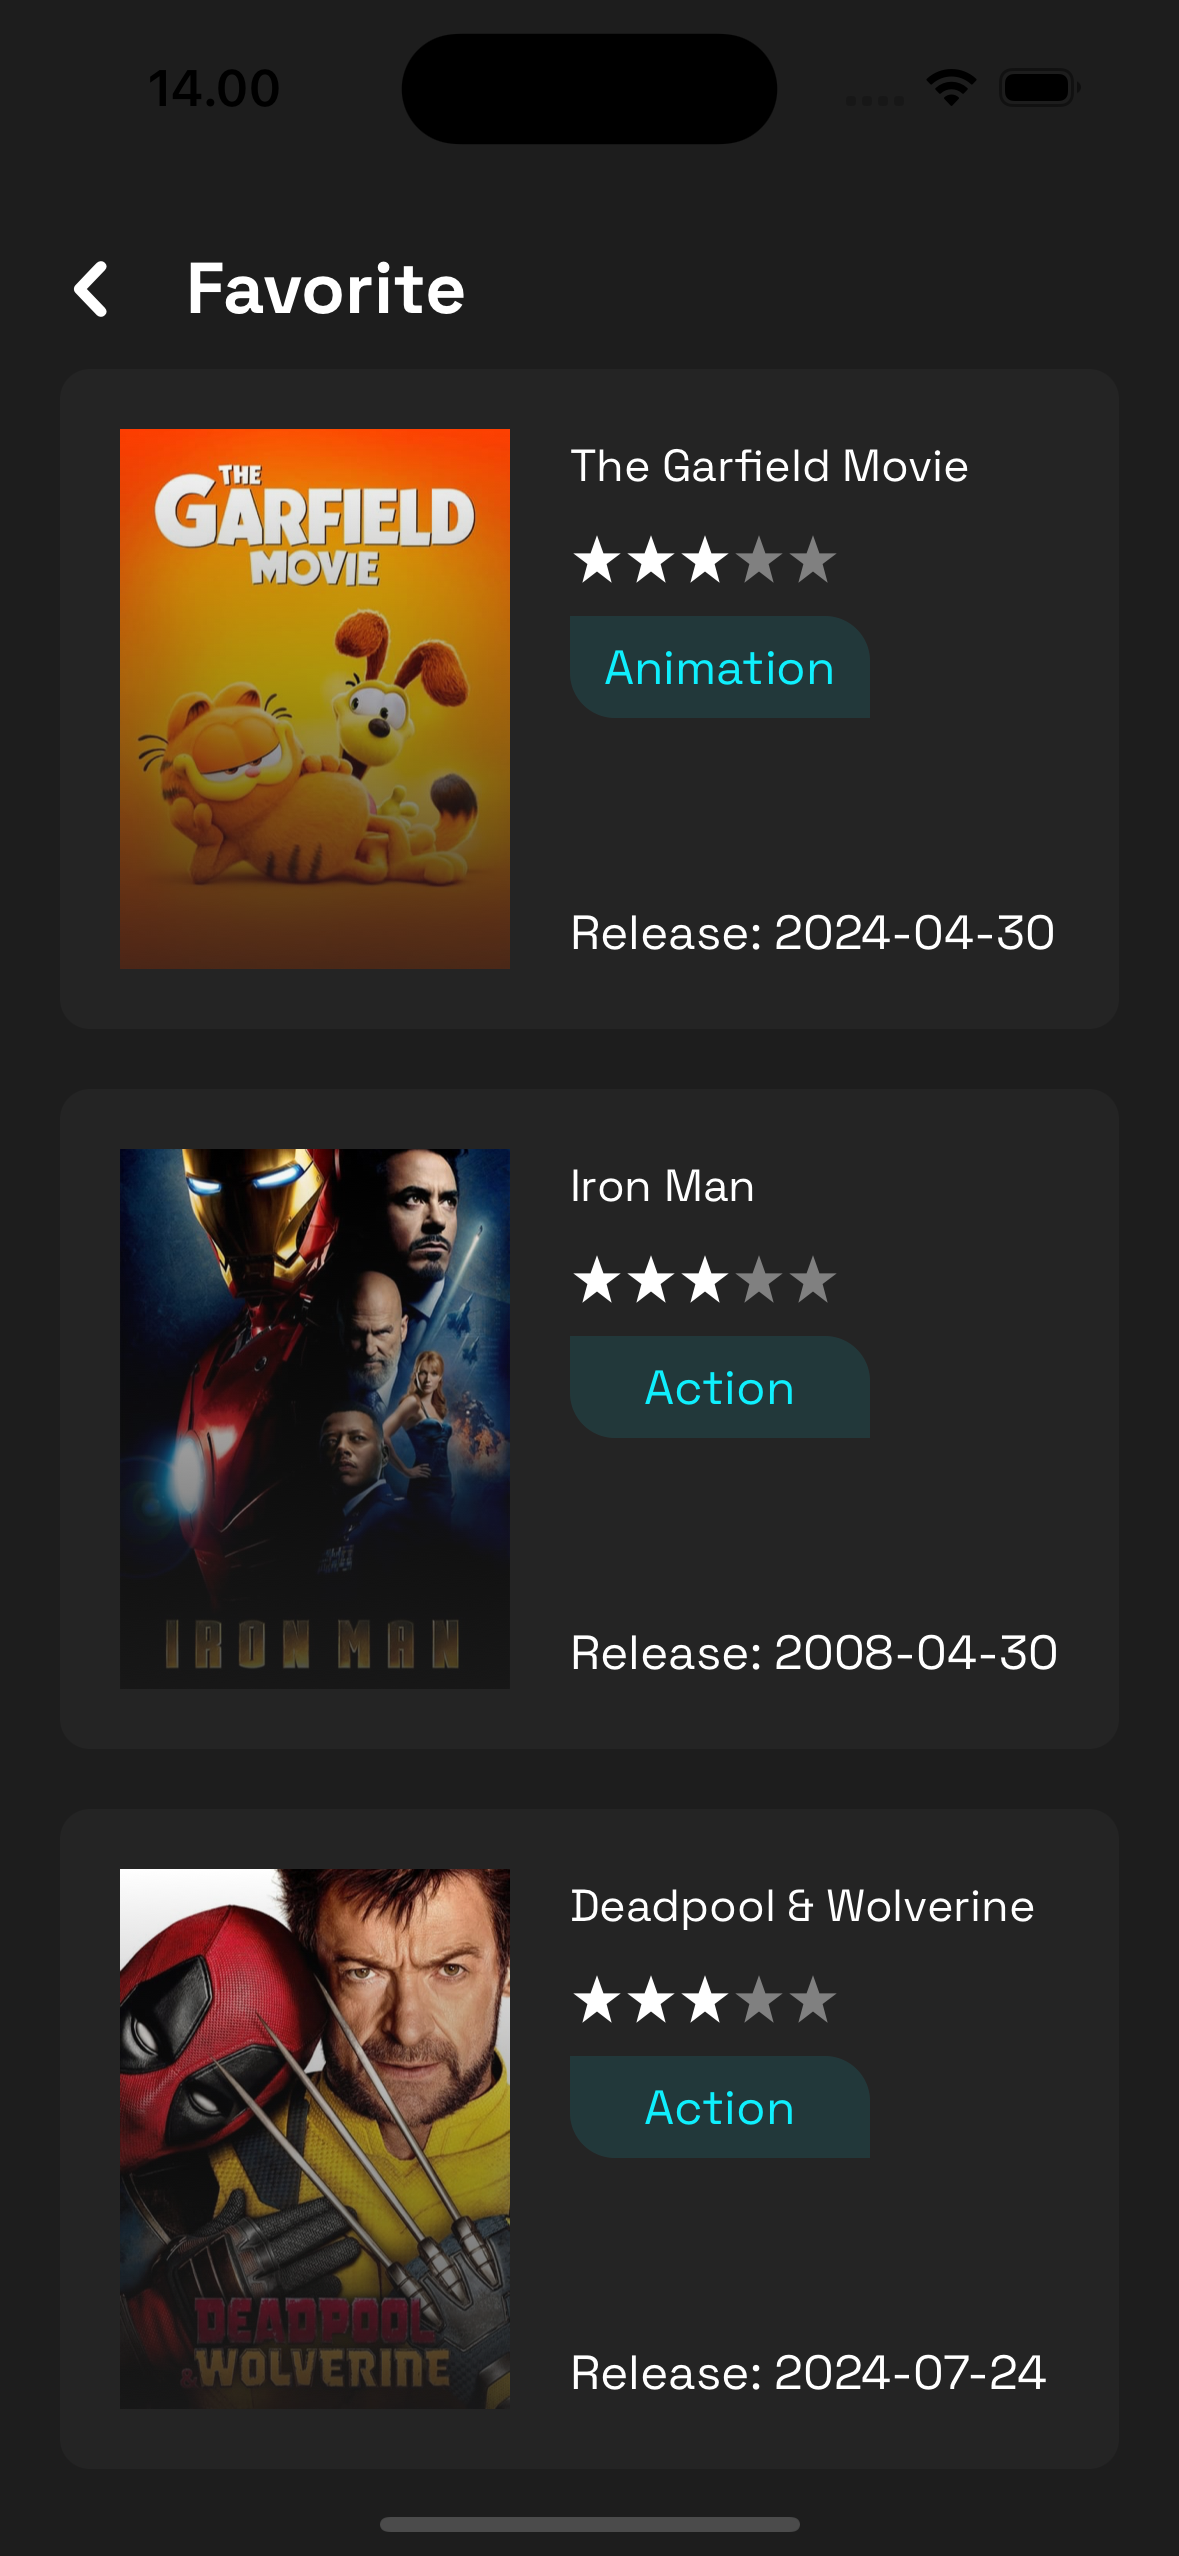 14.00
Favorite
THE
GARFIELD
MOVIE
The Garfield Movie
Animation
Release: 2024-04-30
IRON MAN
Iron Man
Action
Release: 2008-04-30
DEADPOOL
& WOLVERINE
Deadpool & Wolverine
Action
Release: 2024-07-24